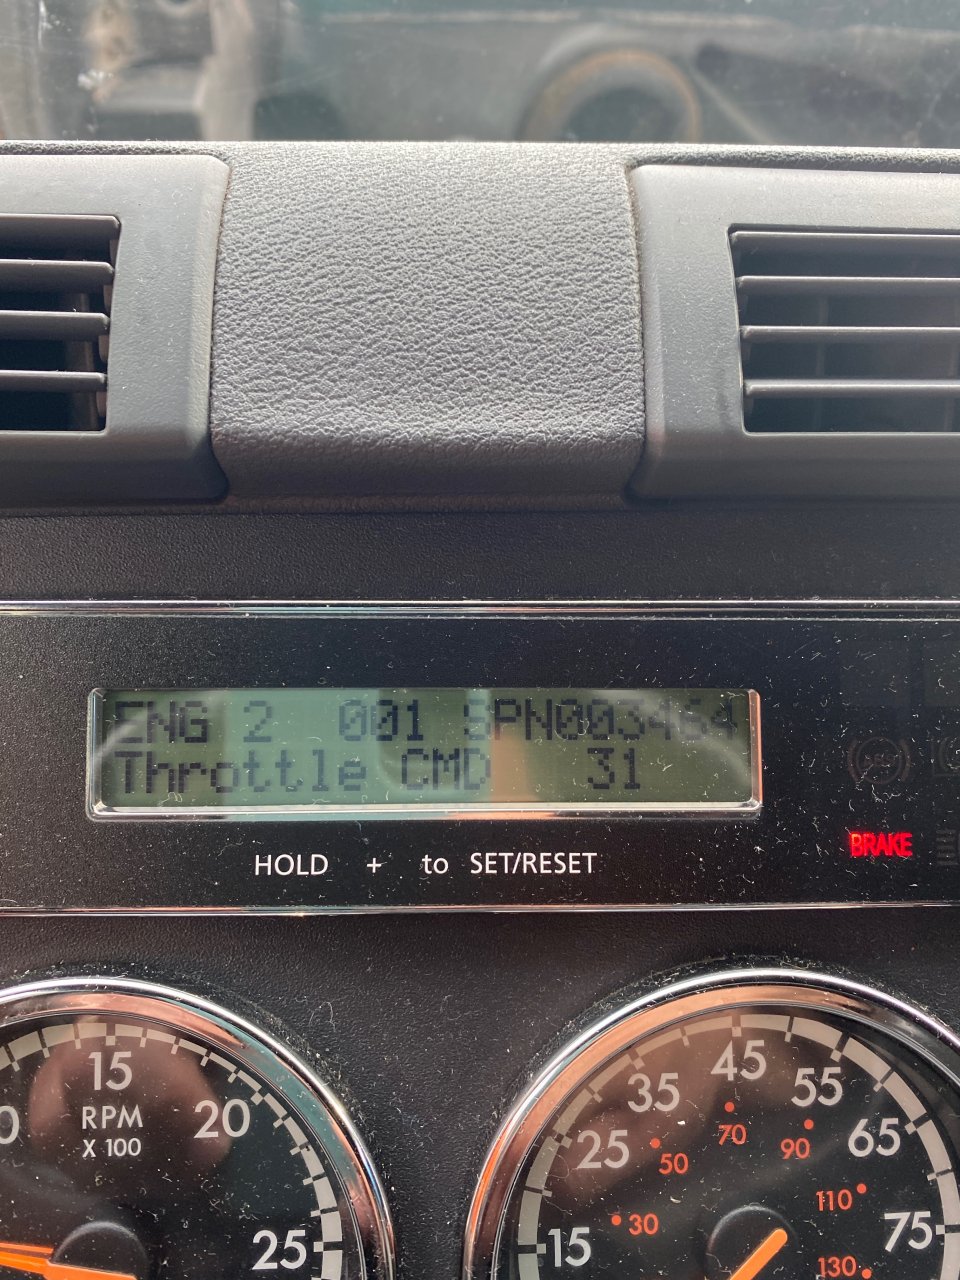 ENG 2 001 SPN003464
Throttle CMD 31
HOLD + to SET/RESET
BRAKE
15
RPM
X 100
20
25
15
25
35
45
55
65
75
30
50
70
90
110
130